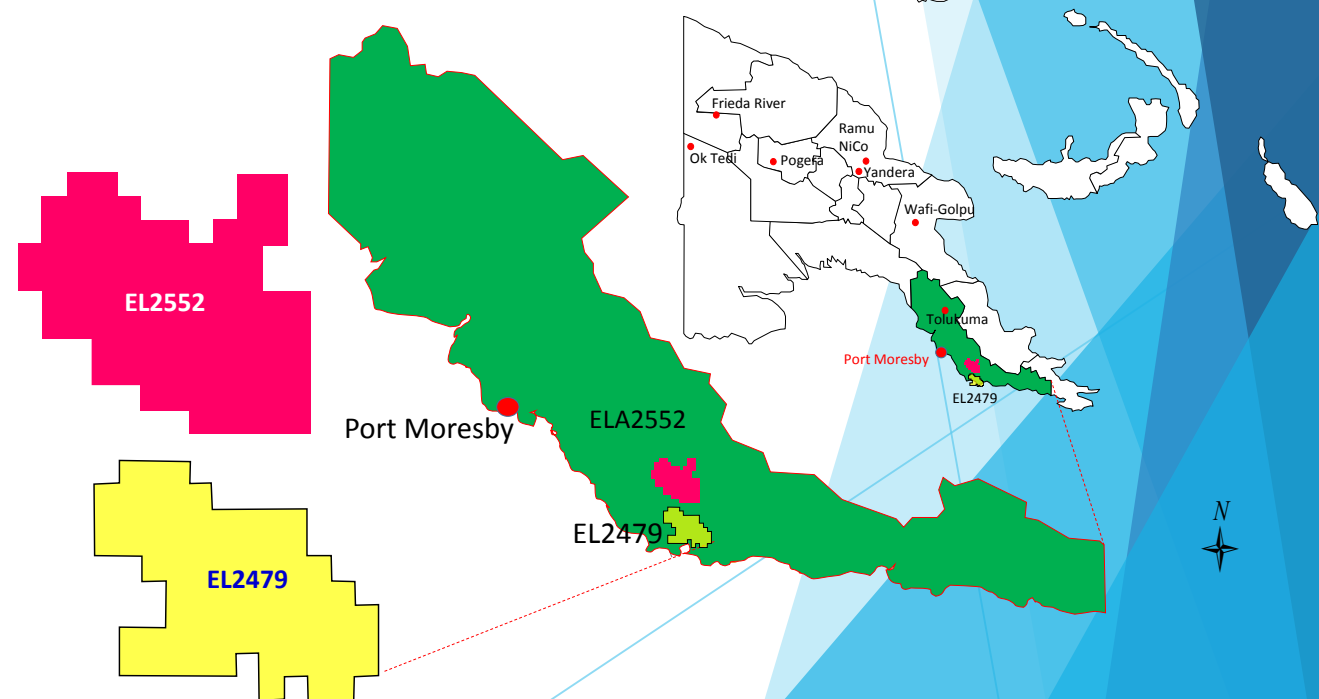 Frieda River
Ramu
NiCo
Ok Tedi
Pogera
Yandera
Wafi-Golpu
EL2552
Tolukuma
Port Moresby
EL2479
Port Moresby
ELA2552
EL2479
N
EL2479